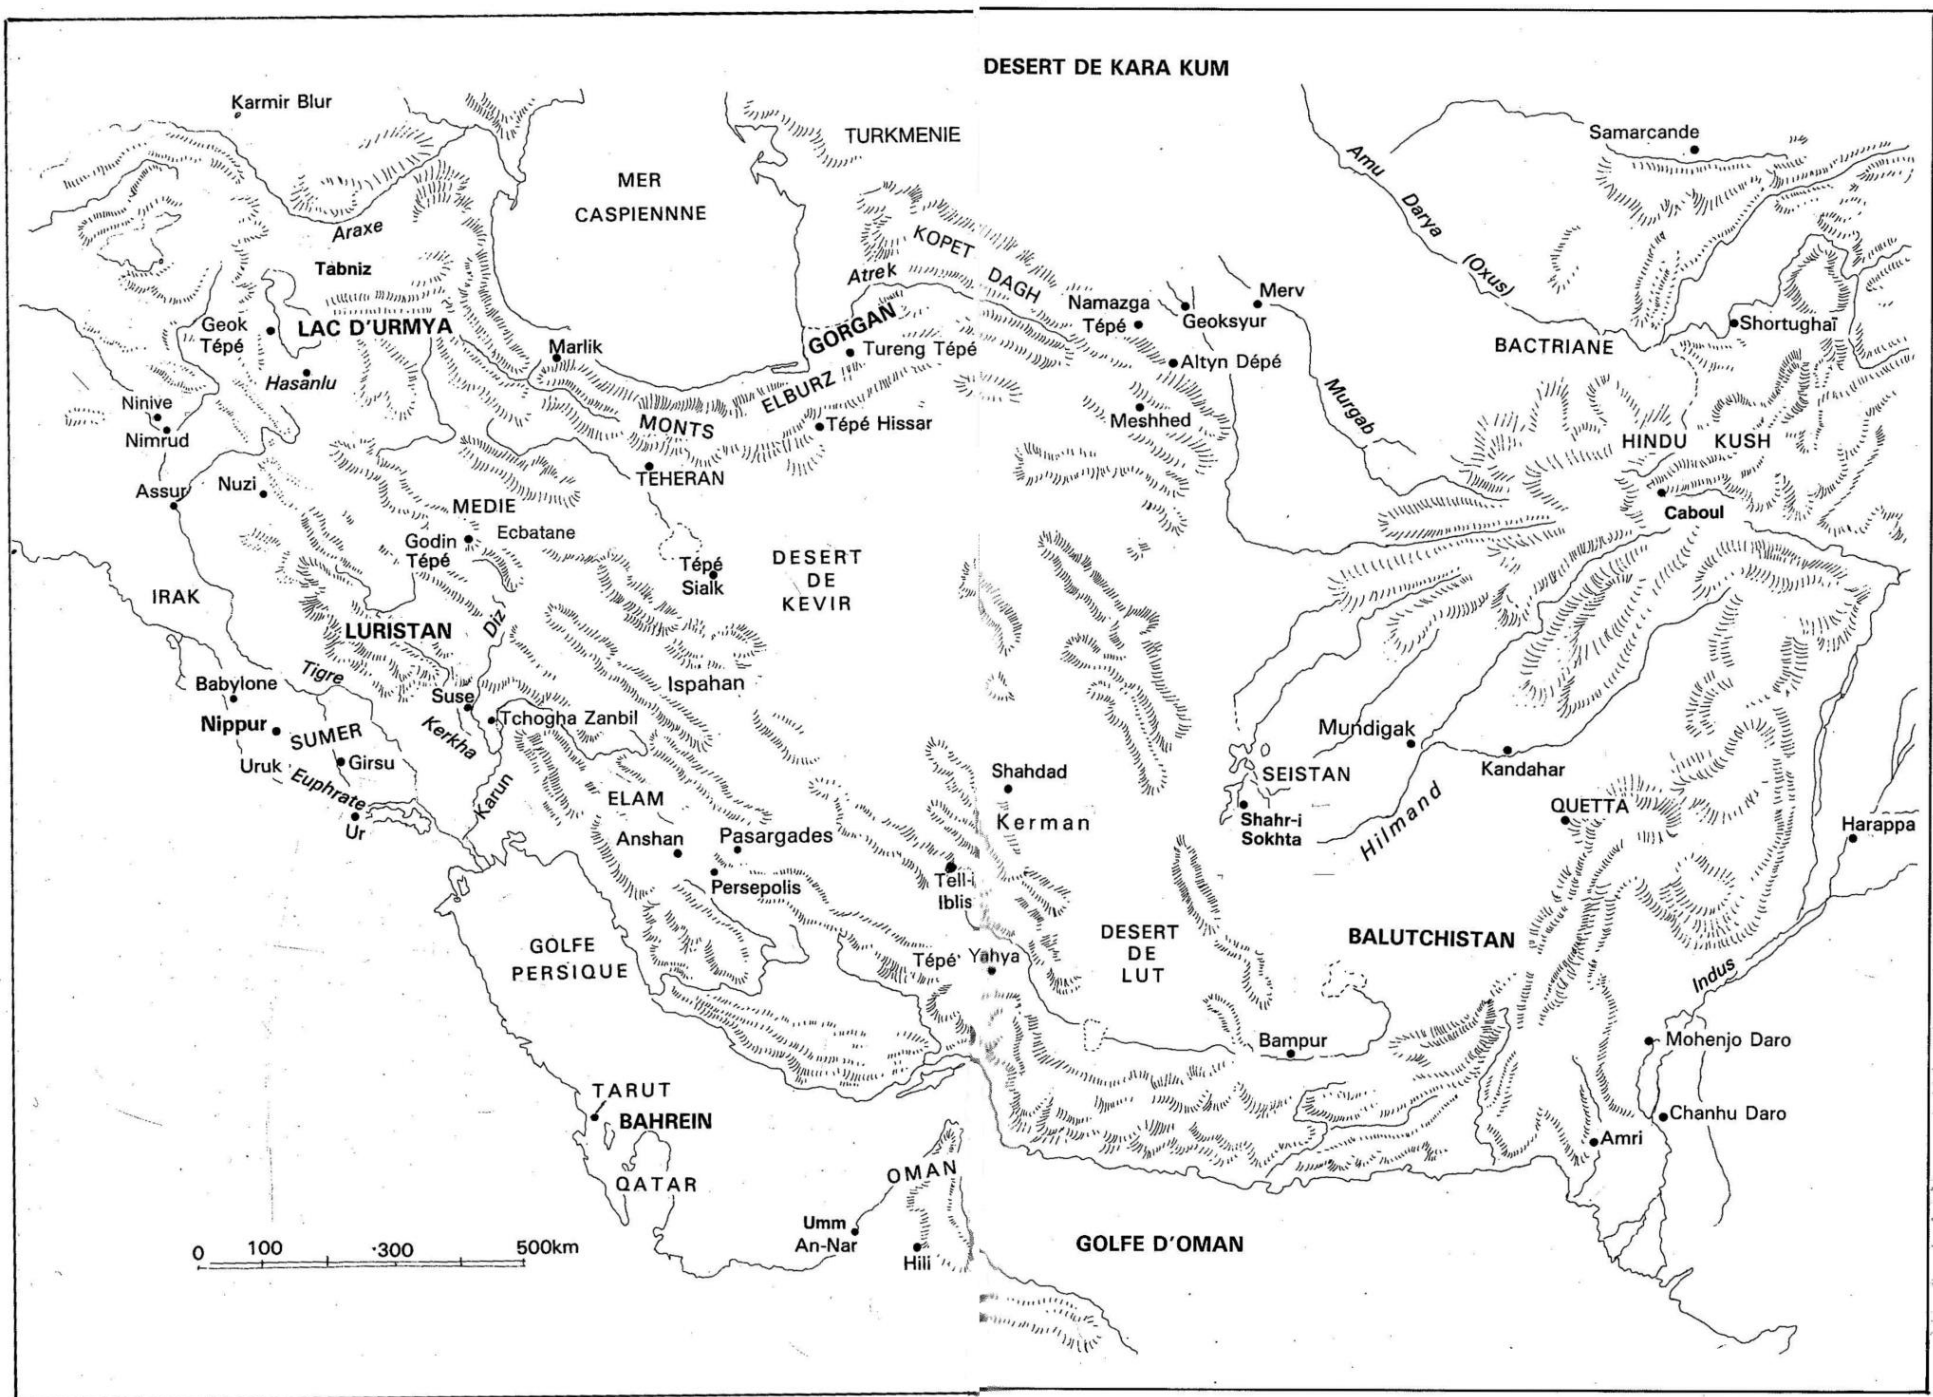 DESERT DE KARA KUM
Karmir Blur
TURKMENIE
Samarcande
MER
CASPIENNNE
Amu
Darya
(Oxus)
Araxe
Tabniz
KOPET
DAGH
Atrek
Namazga
Tépé
Geoksyur
Merv
Shortughaï
Geok
Tépé
LAC D'URMYA
GORGAN
Tureng Tépé
BACTRIANE
Marlik
Altyn Dépé
Hasanlu
ELBURZ
MONTS
Murgab
Ninive
Nimrud
Meshhed
Tépé Hissar
HINDU KUSH
TEHERAN
Assur
Nuzi
MEDIE
Caboul
Godin
Tépé
Ecbatane
Tépé
Sialk
DESERT
DE
KEVIR
IRAK
LURISTAN
Diz
Tigre
Babylone
Suse
Ispahan
Nippur
SUMER
Kerkha
Tchogha Zanbil
Mundigak
Uruk
Girsu
Euphrate
Ur
Karun
ELAM
Shahdad
SEISTAN
Kandahar
Kerman
Shahr-i
Sokhta
Hilmand
QUETTA
Harappa
Anshan
Pasargades
Persepolis
Tell-i
Iblis
GOLFE
PERSIQUE
Tépé Yahya
DESERT
DE
LUT
BALUTCHISTAN
Indus
Bampur
Mohenjo Daro
TARUT
BAHREIN
Chanhu Daro
Amri
QATAR
OMAN
Umm
An-Nar
Hili
GOLFE D'OMAN
0 100 300 500km